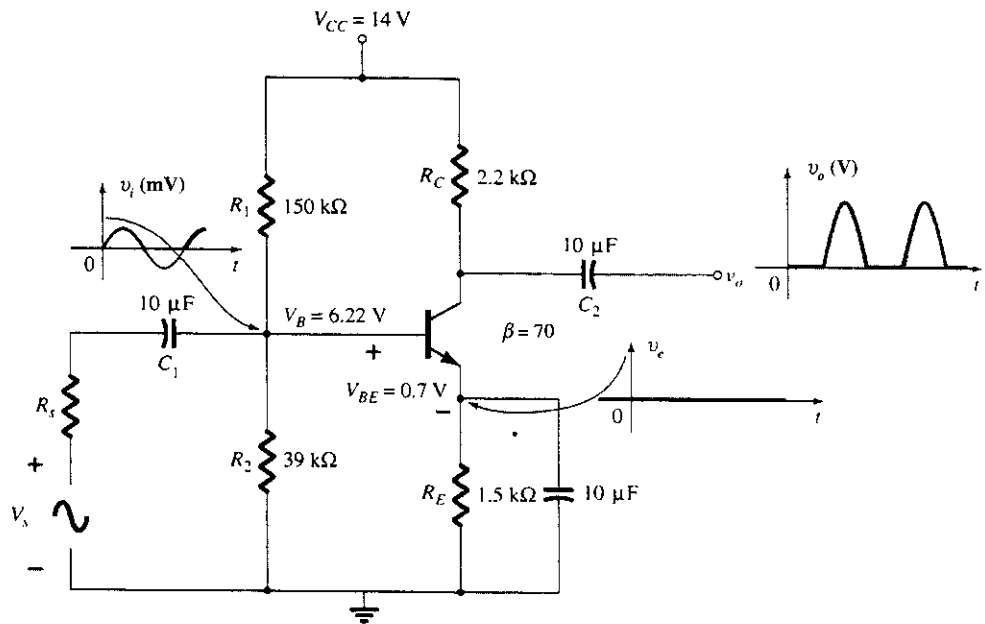 V_CC = 14 V
R_C 2.2 kΩ
v_i (mV)
R_1 150 kΩ
0 t
v_o (V)
0 t
10 µF
C_2
v_o
10 µF
C_1
V_B = 6.22 V
+
β = 70
V_BE = 0.7 V
−
v_e
0 t
R_s
+
V_s
−
R_2 39 kΩ
R_E 1.5 kΩ
10 µF